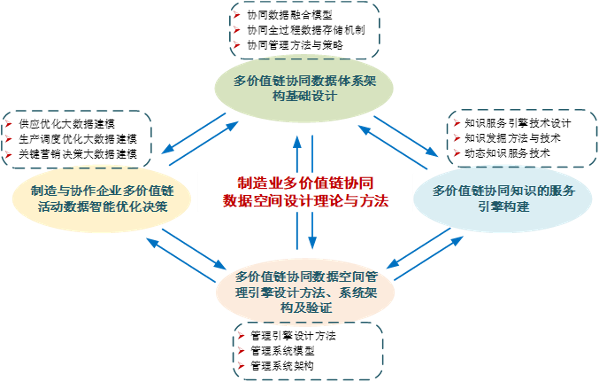 协同数据融合模型
协同全过程数据存储机制
协同管理方法与策略
多价值链协同数据体系架
构基础设计
供应优化大数据建模
生产调度优化大数据建模
关键营销决策大数据建模
知识服务引擎技术设计
知识发掘方法与技术
动态知识服务技术
制造与协作企业多价值链
活动数据智能优化决策
制造业多价值链协同
数据空间设计理论与方法
多价值链协同知识的服务
引擎构建
多价值链协同数据空间管
理引擎设计方法、系统架
构及验证
管理引擎设计方法
管理系统模型
管理系统架构